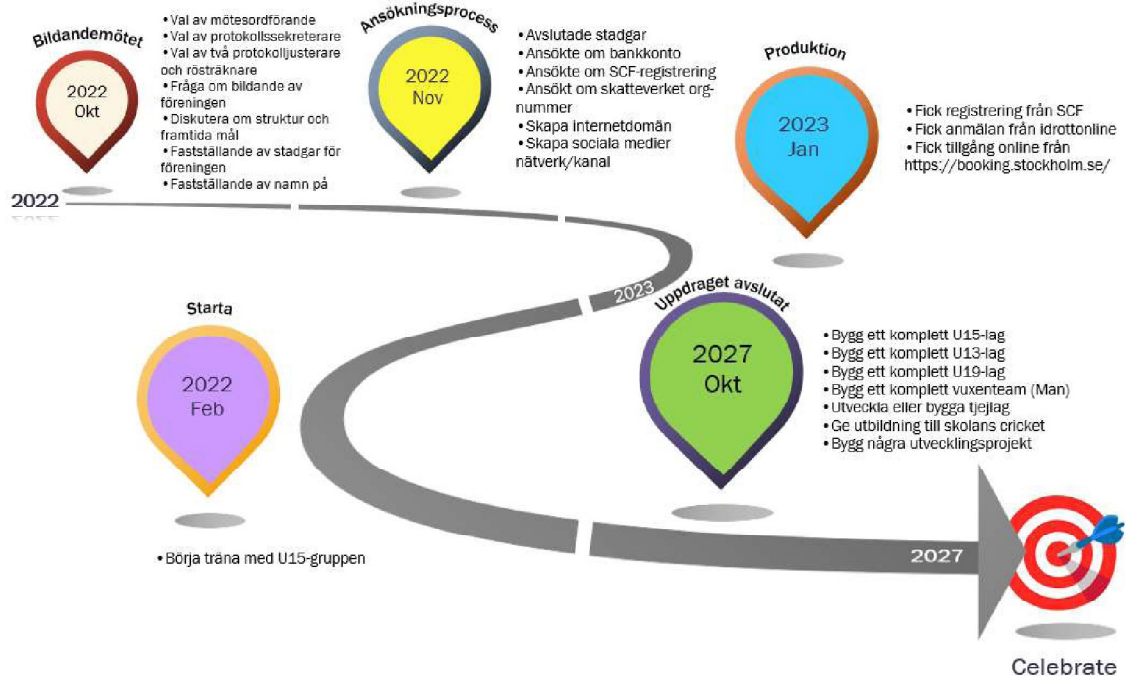 Bildandemötet
2022
Okt
• Val av mötesordförande
• Val av protokollssekreterare
• Val av två protokolljusterare
och rösträknare
• Fråga om bildande av
föreningen
• Diskutera om struktur och
framtida mål
• Fastställande av stadgar för
föreningen
• Fastställande av namn på
Ansökningsprocess
2022
Nov
• Avslutade stadgar
• Ansökte om bankkonto
• Ansökte om SCF-registrering
• Ansökt om skatteverket org-
nummer
• Skapa internetdomän
• Skapa sociala medier
nätverk/kanal
Produktion
2023
Jan
• Fick registrering från SCF
• Fick anmälan från idrottonline
• Fick tillgång online från
https://booking.stockholm.se/
2022
2023
Starta
2022
Feb
• Börja träna med U15-gruppen
Uppdraget avslutat
2027
Okt
• Bygg ett komplett U15-lag
• Bygg ett komplett U13-lag
• Bygg ett komplett U19-lag
• Bygg ett komplett vuxenteam (Man)
• Utveckla eller bygga tjejlag
• Ge utbildning till skolans cricket
• Bygg några utvecklingsprojekt
2027
Celebrate